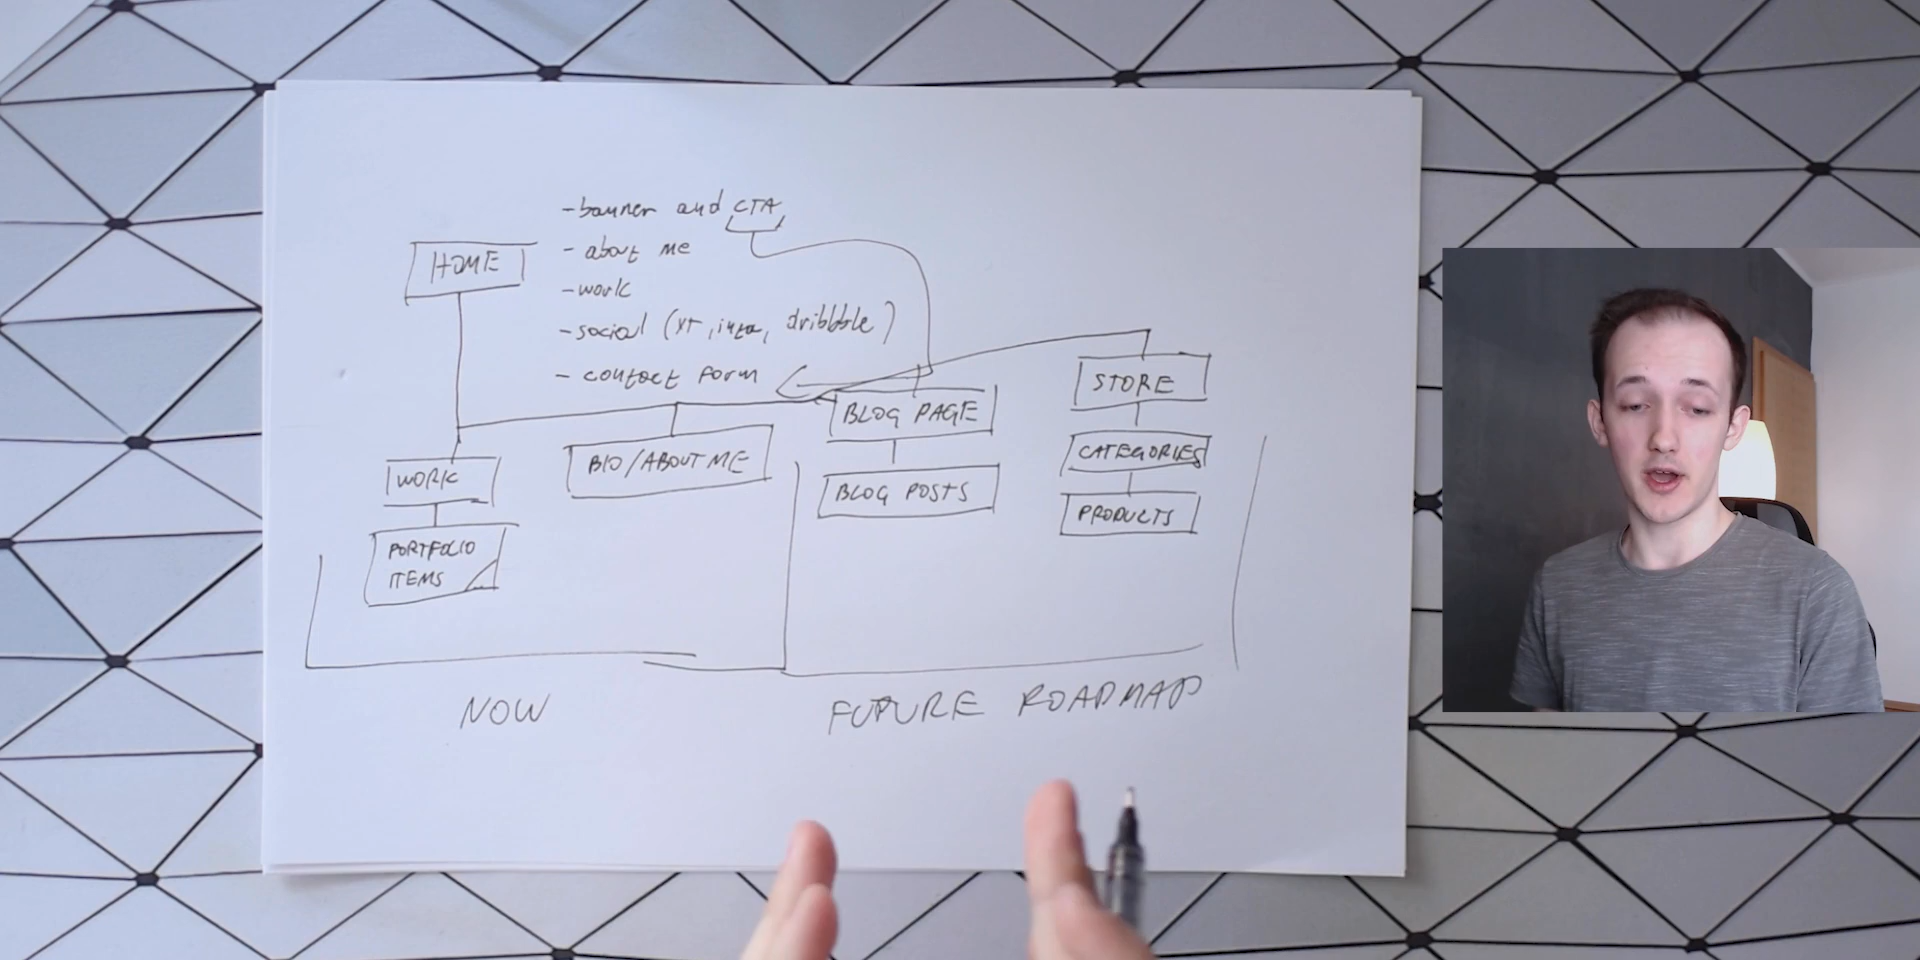 - banner and CTA
HOME
- about me
- work
- social (YT, insta, dribbble)
- contact form
STORE
BLOG PAGE
CATEGORIES
BIO/ABOUT ME
WORK
BLOG POSTS
PRODUCTS
PORTFOLIO
ITEMS
NOW
FUTURE ROADMAP